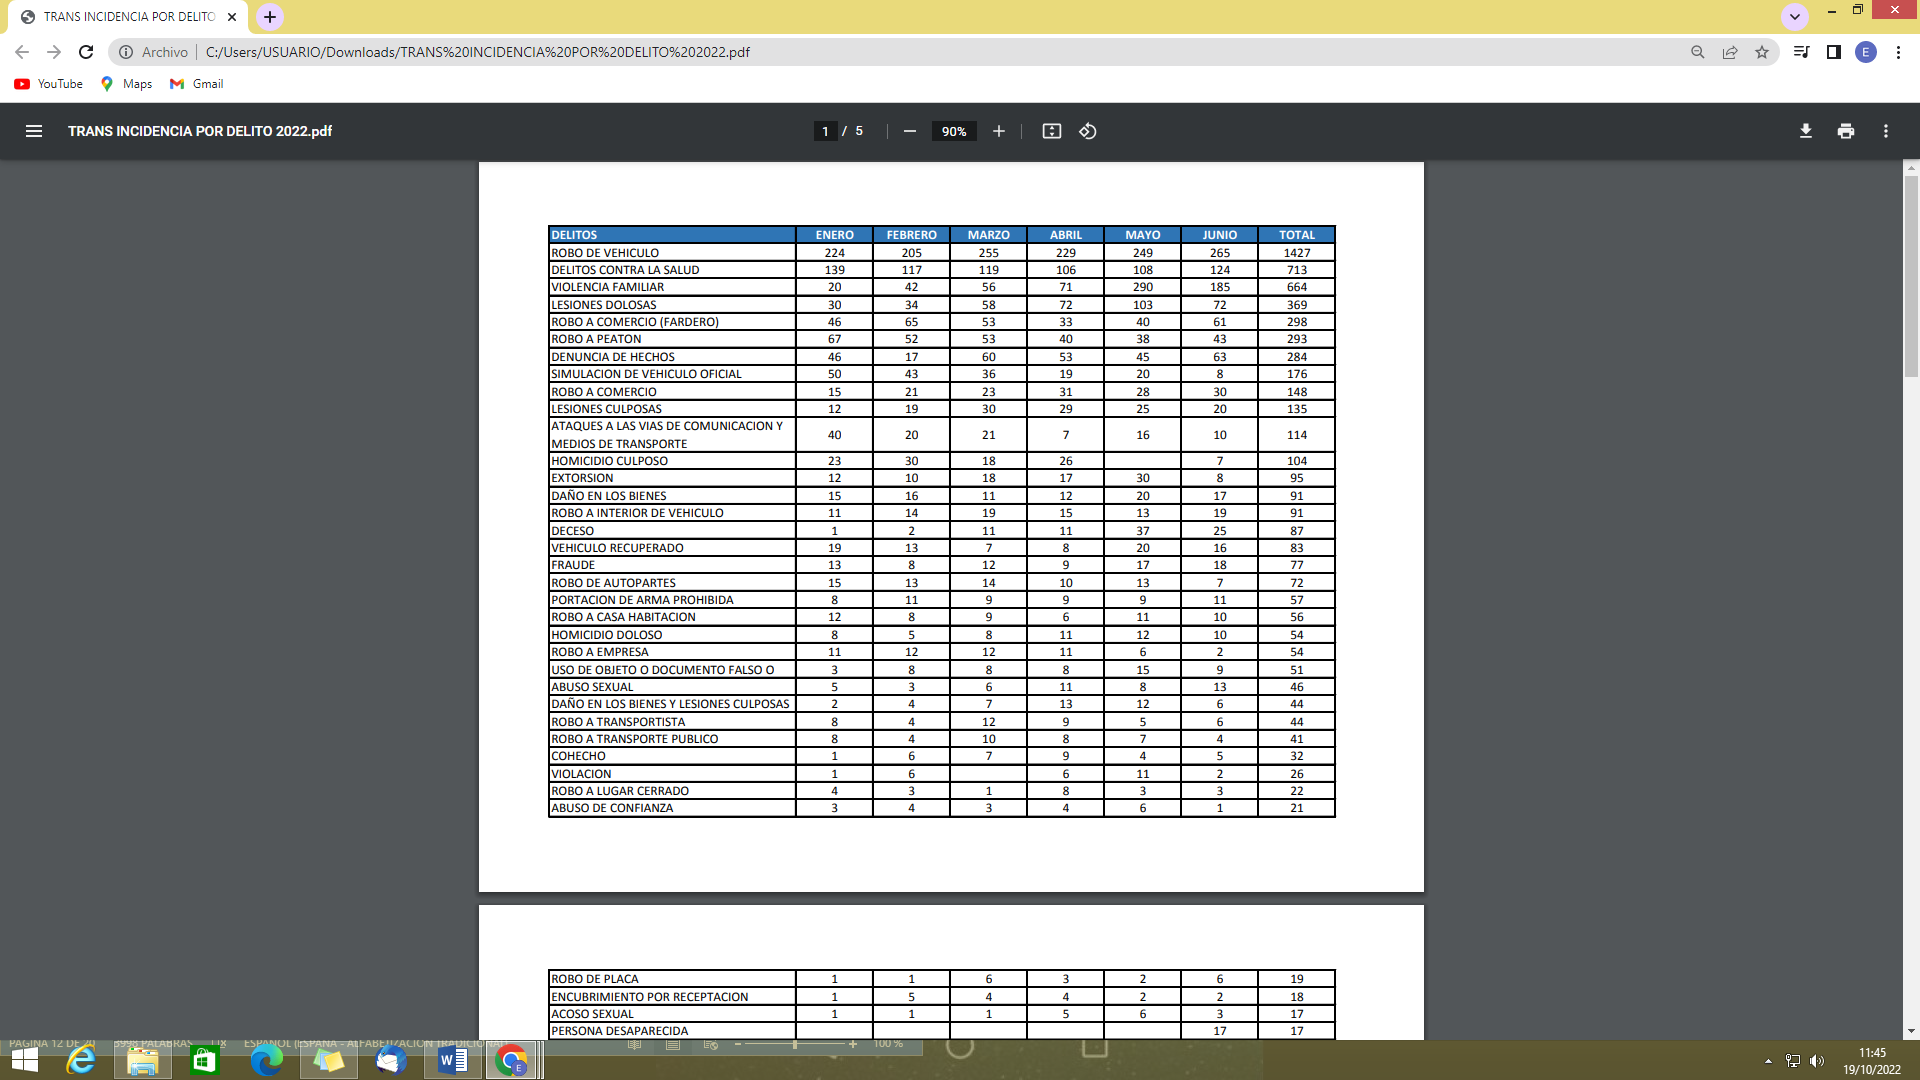 TRANS INCIDENCIA POR DELITO
Archivo C:/Users/USUARIO/Downloads/TRANS%20INCIDENCIA%20POR%20DELITO%202022.pdf E
YouTube Maps Gmail
TRANS INCIDENCIA POR DELITO 2022.pdf 1 / 5 90%
DELITOS ENERO FEBRERO MARZO ABRIL MAYO JUNIO TOTAL
ROBO DE VEHICULO 224 205 255 229 249 265 1427
DELITOS CONTRA LA SALUD 139 117 119 106 108 124 713
VIOLENCIA FAMILIAR 20 42 56 71 290 185 664
LESIONES DOLOSAS 30 34 58 72 103 72 369
ROBO A COMERCIO (FARDERO) 46 65 53 33 40 61 298
ROBO A PEATON 67 52 53 40 38 43 293
DENUNCIA DE HECHOS 46 17 60 53 45 63 284
SIMULACION DE VEHICULO OFICIAL 50 43 36 19 20 8 176
ROBO A COMERCIO 15 21 23 31 28 30 148
LESIONES CULPOSAS 12 19 30 29 25 20 135
ATAQUES A LAS VIAS DE COMUNICACION Y
MEDIOS DE TRANSPORTE 40 20 21 7 16 10 114
HOMICIDIO CULPOSO 23 30 18 26 7 104
EXTORSION 12 10 18 17 30 8 95
DAÑO EN LOS BIENES 15 16 11 12 20 17 91
ROBO A INTERIOR DE VEHICULO 11 14 19 15 13 19 91
DECESO 1 2 11 11 37 25 87
VEHICULO RECUPERADO 19 13 7 8 20 16 83
FRAUDE 13 8 12 9 17 18 77
ROBO DE AUTOPARTES 15 13 14 10 13 7 72
PORTACION DE ARMA PROHIBIDA 8 11 9 9 9 11 57
ROBO A CASA HABITACION 12 8 9 6 11 10 56
HOMICIDIO DOLOSO 8 5 8 11 12 10 54
ROBO A EMPRESA 11 12 12 11 6 2 54
USO DE OBJETO O DOCUMENTO FALSO O 3 8 8 8 15 9 51
ABUSO SEXUAL 5 3 6 11 8 13 46
DAÑO EN LOS BIENES Y LESIONES CULPOSAS 2 4 7 13 12 6 44
ROBO A TRANSPORTISTA 8 4 12 9 5 6 44
ROBO A TRANSPORTE PUBLICO 8 4 10 8 7 4 41
COHECHO 1 6 7 9 4 5 32
VIOLACION 1 6 6 11 2 26
ROBO A LUGAR CERRADO 4 3 1 8 3 3 22
ABUSO DE CONFIANZA 3 4 3 4 6 1 21
ROBO DE PLACA 1 1 6 3 2 6 19
ENCUBRIMIENTO POR RECEPTACION 1 5 4 4 2 2 18
ACOSO SEXUAL 1 1 1 5 6 3 17
PERSONA DESAPARECIDA 17 17
PÁGINA 12 DE 20 3998 PALABRAS ESPAÑOL (ESPAÑA - ALFABETIZACIÓN TRADICIONAL) 100 %
11:45
19/10/2022